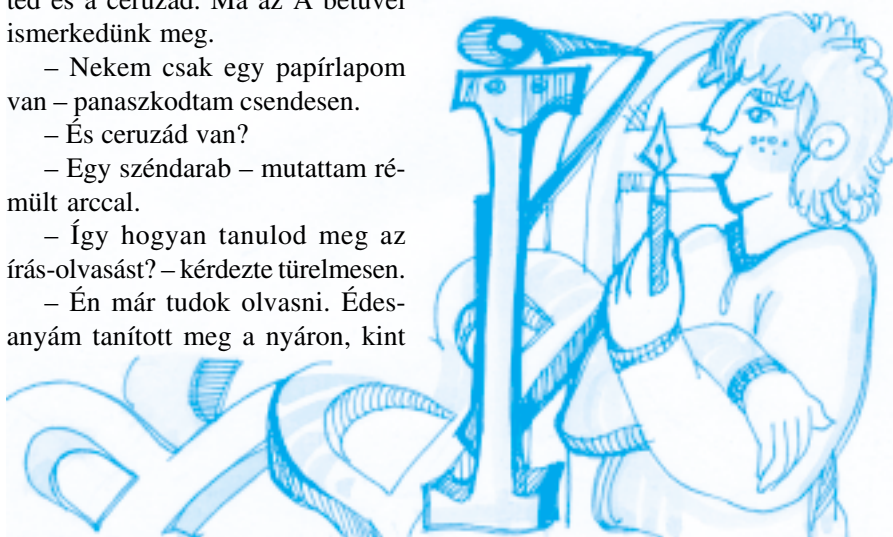 ted és a ceruzád. Ma az A betűvel
ismerkedünk meg.
– Nekem csak egy papírlapom
van – panaszkodtam csendesen.
– És ceruzád van?
– Egy széndarab – mutattam ré-
mült arccal.
– Így hogyan tanulod meg az
írás-olvasást? – kérdezte türelmesen.
– Én már tudok olvasni. Édes-
anyám tanított meg a nyáron, kint